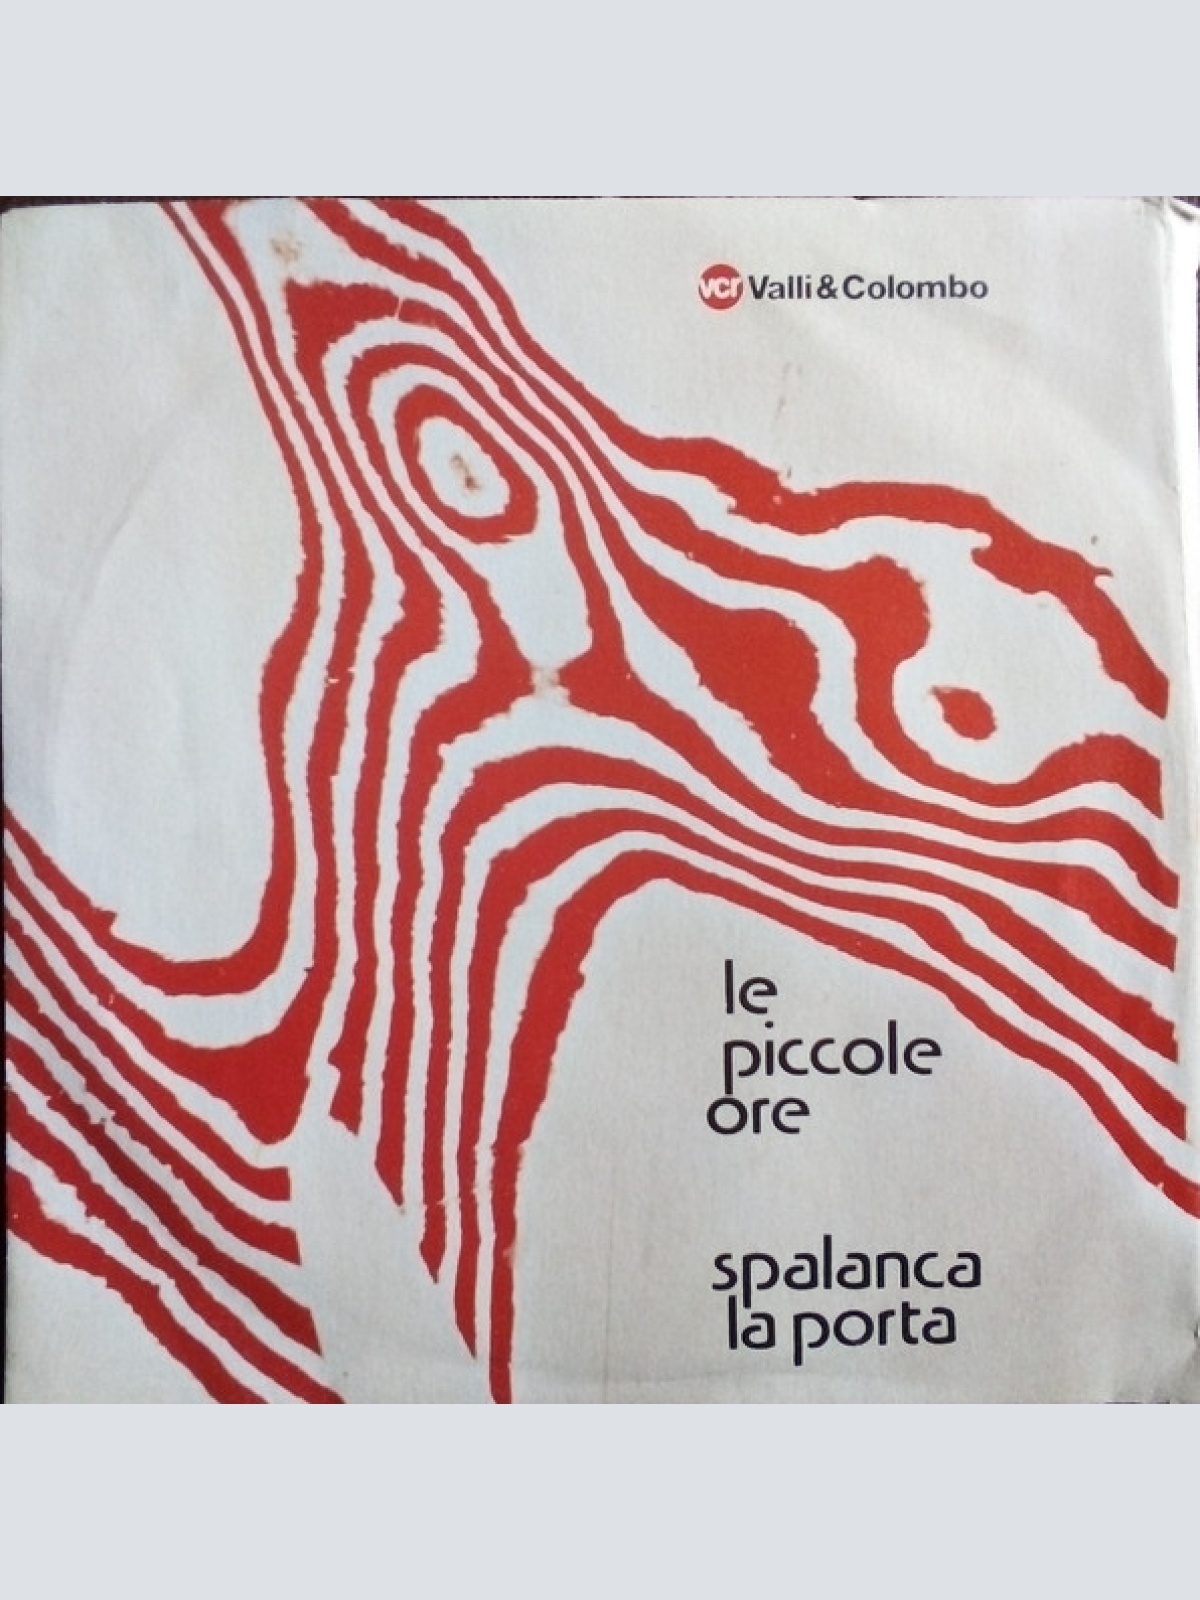 vcr Valli&Colombo
le
piccole
ore
spalanca
la porta